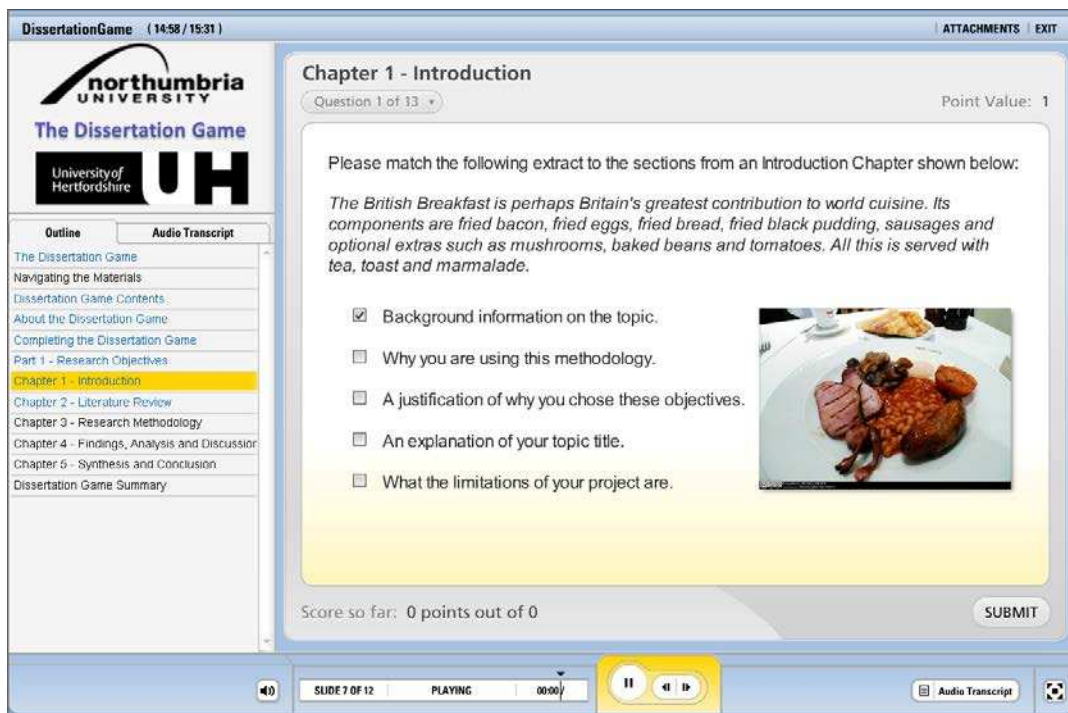 DissertationGame ( 14:58 / 15:31 )
ATTACHMENTS EXIT
northumbria
UNIVERSITY
The Dissertation Game
University of
Hertfordshire
UH
Outline
Audio Transcript
The Dissertation Game
Navigating the Materials
Dissertation Game Contents
About the Dissertation Game
Completing the Dissertation Game
Part 1 - Research Objectives
Chapter 1 - Introduction
Chapter 2 - Literature Review
Chapter 3 - Research Methodology
Chapter 4 - Findings, Analysis and Discussion
Chapter 5 - Synthesis and Conclusion
Dissertation Game Summary
Chapter 1 - Introduction
Question 1 of 13
Point Value: 1
Please match the following extract to the sections from an Introduction Chapter shown below:
The British Breakfast is perhaps Britain's greatest contribution to world cuisine. Its
components are fried bacon, fried eggs, fried bread, fried black pudding, sausages and
optional extras such as mushrooms, baked beans and tomatoes. All this is served with
tea, toast and marmalade.
Background information on the topic.
Why you are using this methodology.
A justification of why you chose these objectives.
An explanation of your topic title.
What the limitations of your project are.
Score so far: 0 points out of 0
SUBMIT
SLIDE 7 OF 12
PLAYING
00:00 /
Audio Transcript